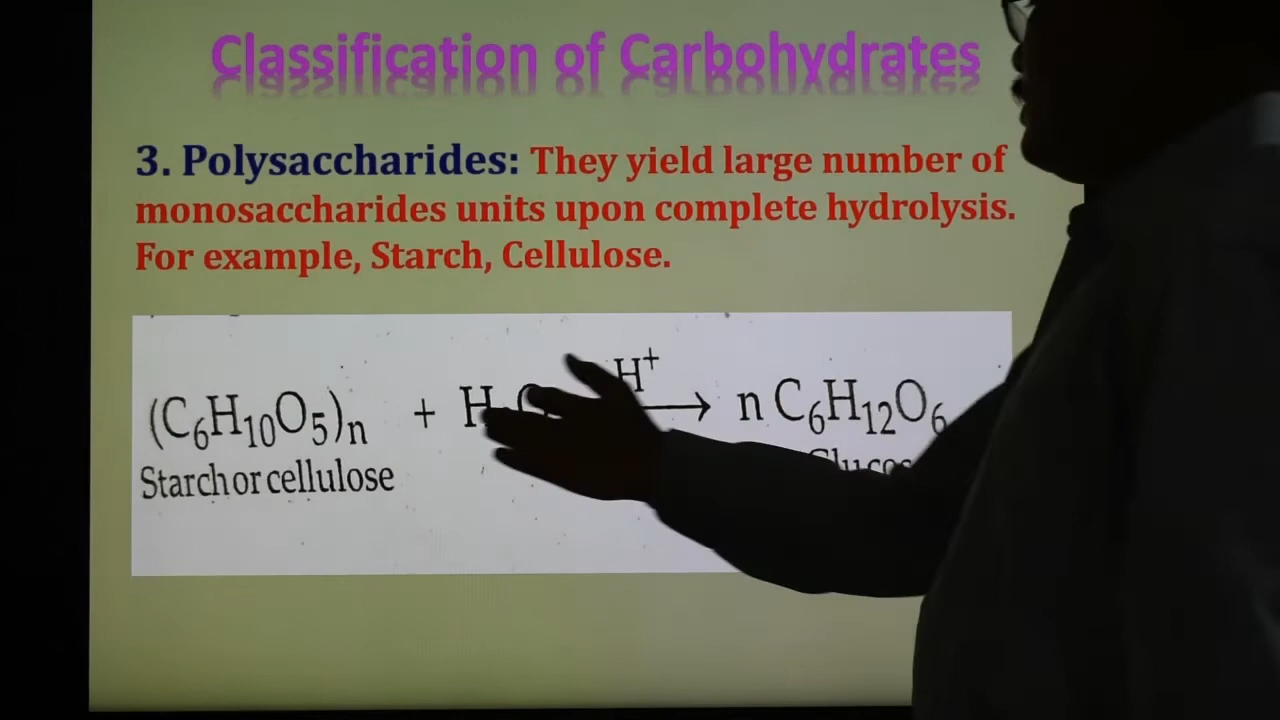 Classification of Carbohydrates
3. Polysaccharides: They yield large number of
monosaccharides units upon complete hydrolysis.
For example, Starch, Cellulose.
H⁺
(C₆H₁₀O₅)ₙ + → n C₆H₁₂O₆
Starch or cellulose